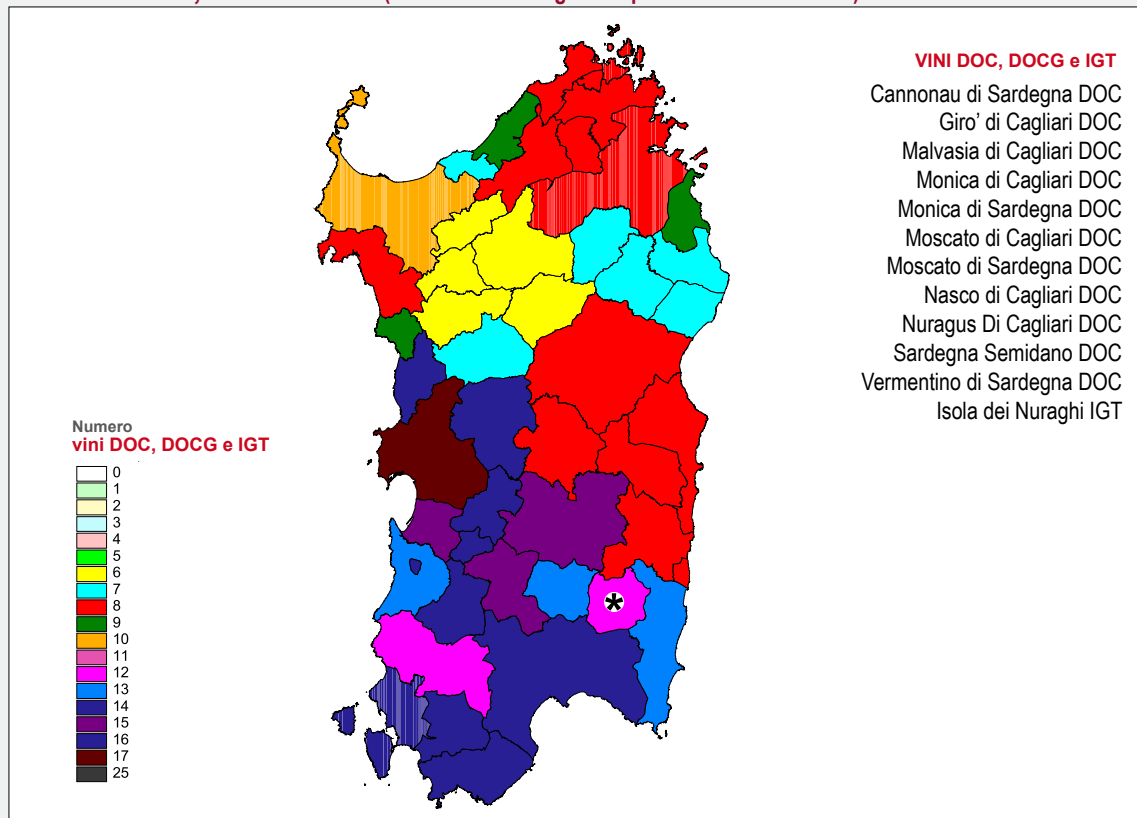 VINI DOC, DOCG e IGT
Cannonau di Sardegna DOC
Giro' di Cagliari DOC
Malvasia di Cagliari DOC
Monica di Cagliari DOC
Monica di Sardegna DOC
Moscato di Cagliari DOC
Moscato di Sardegna DOC
Nasco di Cagliari DOC
Nuragus Di Cagliari DOC
Sardegna Semidano DOC
Vermentino di Sardegna DOC
Isola dei Nuraghi IGT
Numero
vini DOC, DOCG e IGT
0
1
2
3
4
5
6
7
8
9
10
11
12
13
14
15
16
17
25
*